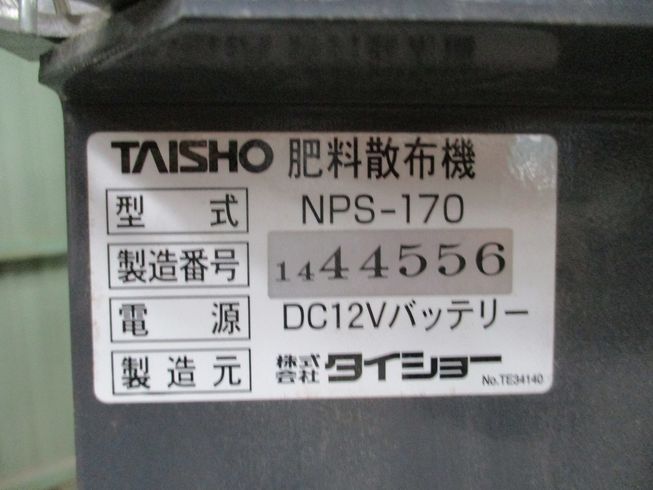 TAISHO 肥料散布機
型式 NPS-170
製造番号 1444556
電源 DC12Vバッテリー
製造元 株式会社タイショー
No.TE34140